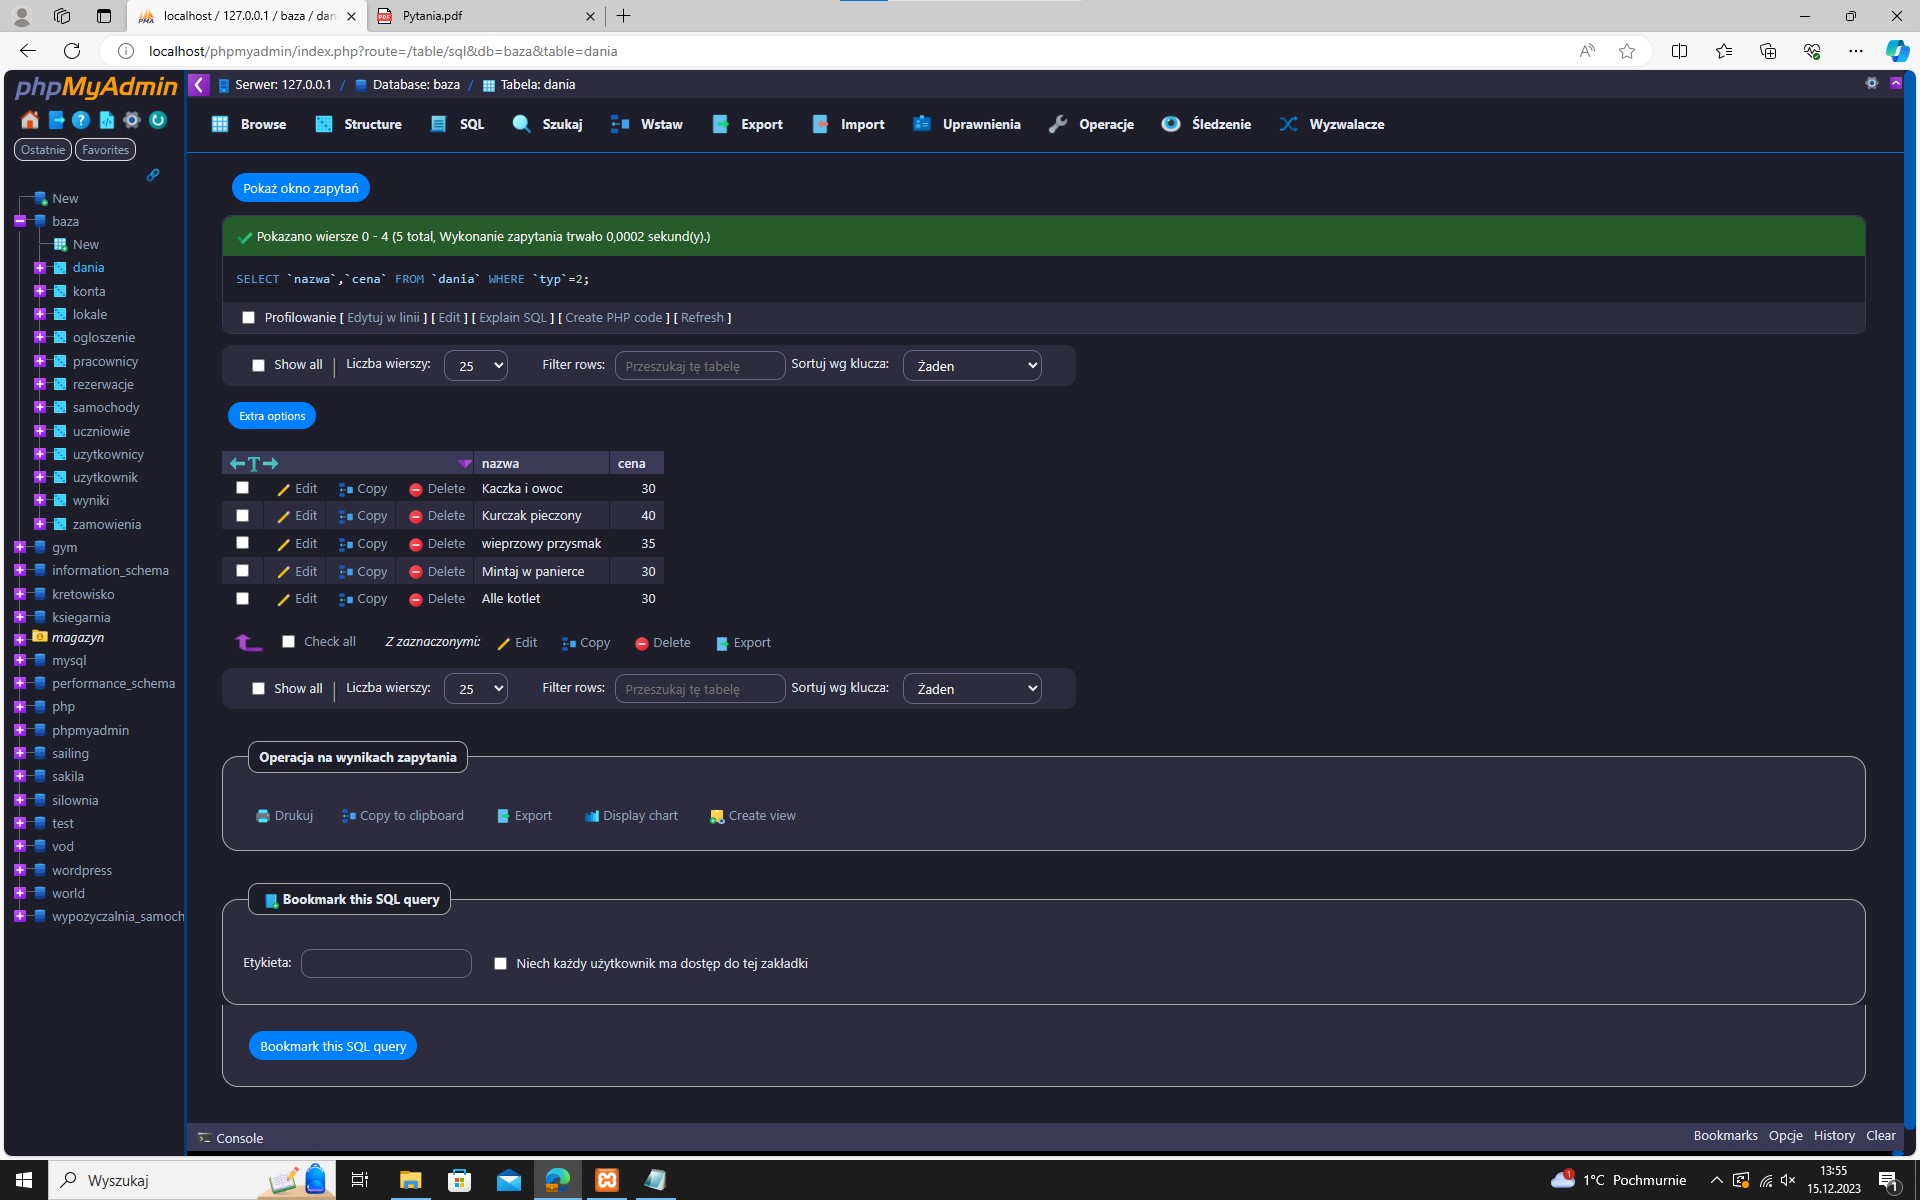 localhost / 127.0.0.1 / baza / dan
Pytania.pdf
localhost/phpmyadmin/index.php?route=/table/sql&db=baza&table=dania
phpMyAdmin
Serwer: 127.0.0.1 / Database: baza / Tabela: dania
Browse Structure SQL Szukaj Wstaw Export Import Uprawnienia Operacje Śledzenie Wyzwalacze
Ostatnie Favorites
New
baza
New
dania
konta
lokale
ogloszenie
pracownicy
rezerwacje
samochody
uczniowie
uzytkownicy
uzytkownik
wyniki
zamowienia
gym
information_schema
kretowisko
ksiegarnia
magazyn
mysql
performance_schema
php
phpmyadmin
sailing
sakila
silownia
test
vod
wordpress
world
wypozyczalnia_samoch
Pokaż okno zapytań
Pokazano wiersze 0 - 4 (5 total, Wykonanie zapytania trwało 0,0002 sekund(y).)
SELECT `nazwa`,`cena` FROM `dania` WHERE `typ`=2;
Profilowanie [ Edytuj w linii ] [ Edit ] [ Explain SQL ] [ Create PHP code ] [ Refresh ]
Show all | Liczba wierszy: 25 Filter rows: Przeszukaj tę tabelę Sortuj wg klucza: Żaden
Extra options
←T→ nazwa cena
Edit Copy Delete Kaczka i owoc 30
Edit Copy Delete Kurczak pieczony 40
Edit Copy Delete wieprzowy przysmak 35
Edit Copy Delete Mintaj w panierce 30
Edit Copy Delete Alle kotlet 30
Check all Z zaznaczonymi: Edit Copy Delete Export
Show all | Liczba wierszy: 25 Filter rows: Przeszukaj tę tabelę Sortuj wg klucza: Żaden
Operacja na wynikach zapytania
Drukuj Copy to clipboard Export Display chart Create view
Bookmark this SQL query
Etykieta: Niech każdy użytkownik ma dostęp do tej zakładki
Bookmark this SQL query
Console
Bookmarks Opcje History Clear
Wyszukaj
1 1°C Pochmurnie
13:55
15.12.2023
1